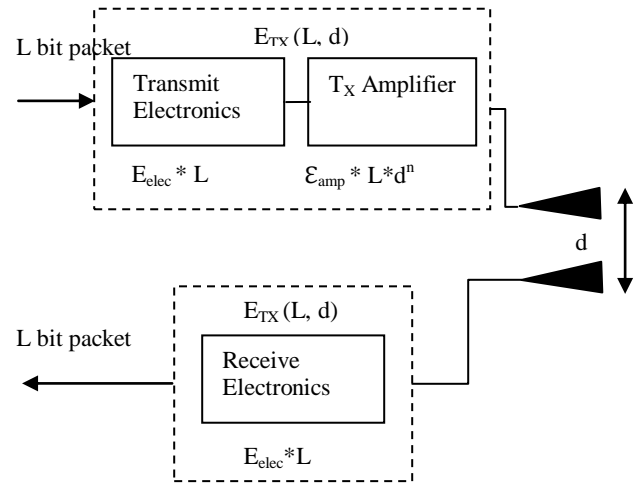 E_TX (L, d)
L bit packet
Transmit
Electronics
T_X Amplifier
E_elec * L
Ɛ_amp * L*d^n
d
E_TX (L, d)
L bit packet
Receive
Electronics
E_elec *L